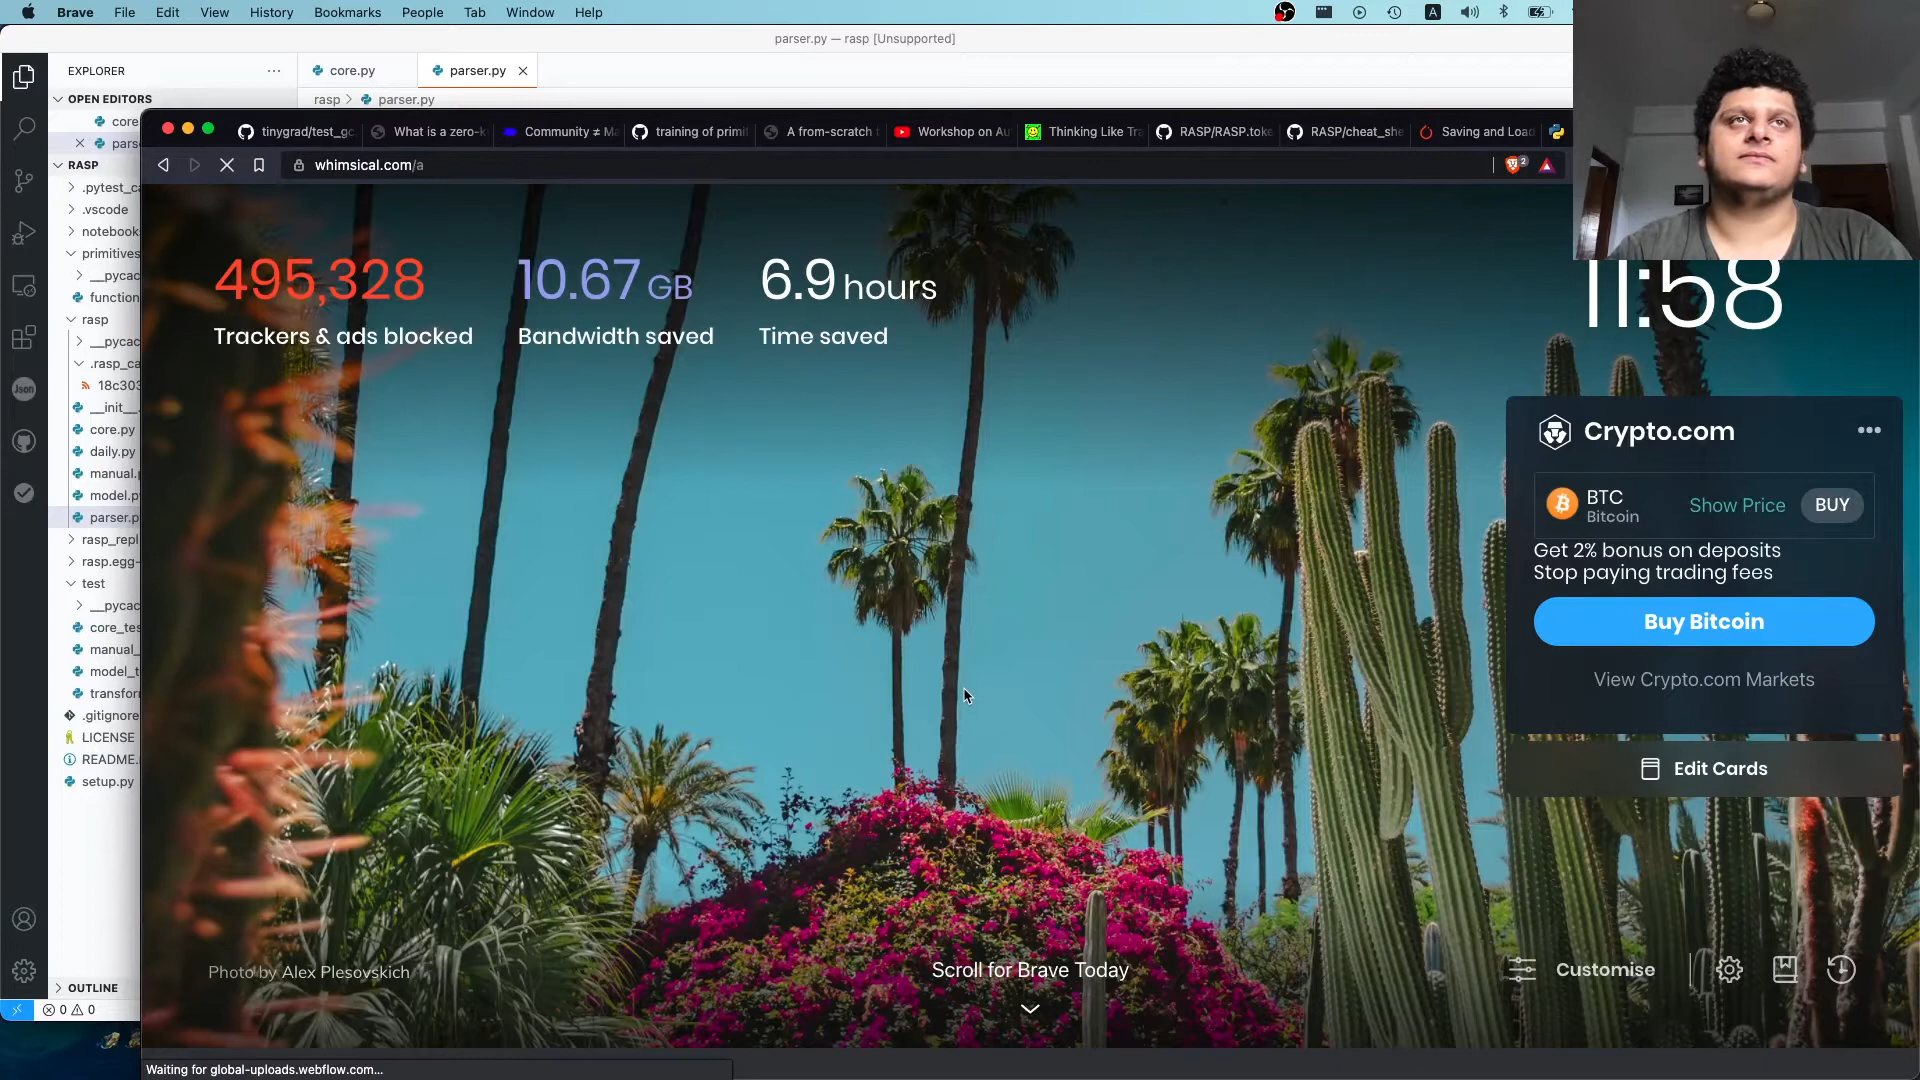 Brave File Edit View History Bookmarks People Tab Window Help
parser.py — rasp [Unsupported]
EXPLORER
core.py
parser.py
OPEN EDITORS
rasp
parser.py
core
parse
RASP
.pytest_ca
.vscode
notebook
primitives
__pycac
function
rasp
__pycac
.rasp_ca
18c303
__init__.
core.py
daily.py
manual.
model.p
parser.p
rasp_repl
rasp.egg-
test
__pycac
core_tes
manual_
model_t
transfor
.gitignore
LICENSE
README.
setup.py
OUTLINE
0 0
Json
A
tinygrad/test_gc
What is a zero-k
Community ≠ Ma
training of primi
A from-scratch t
Workshop on Au
Thinking Like Tra
RASP/RASP.toke
RASP/cheat_she
Saving and Load
whimsical.com/a
2
495,328
Trackers & ads blocked
10.67 GB
Bandwidth saved
6.9 hours
Time saved
11:58
Crypto.com
BTC
Bitcoin
Show Price
BUY
Get 2% bonus on deposits
Stop paying trading fees
Buy Bitcoin
View Crypto.com Markets
Edit Cards
Photo by Alex Plesovskich
Scroll for Brave Today
Customise
Waiting for global-uploads.webflow.com...